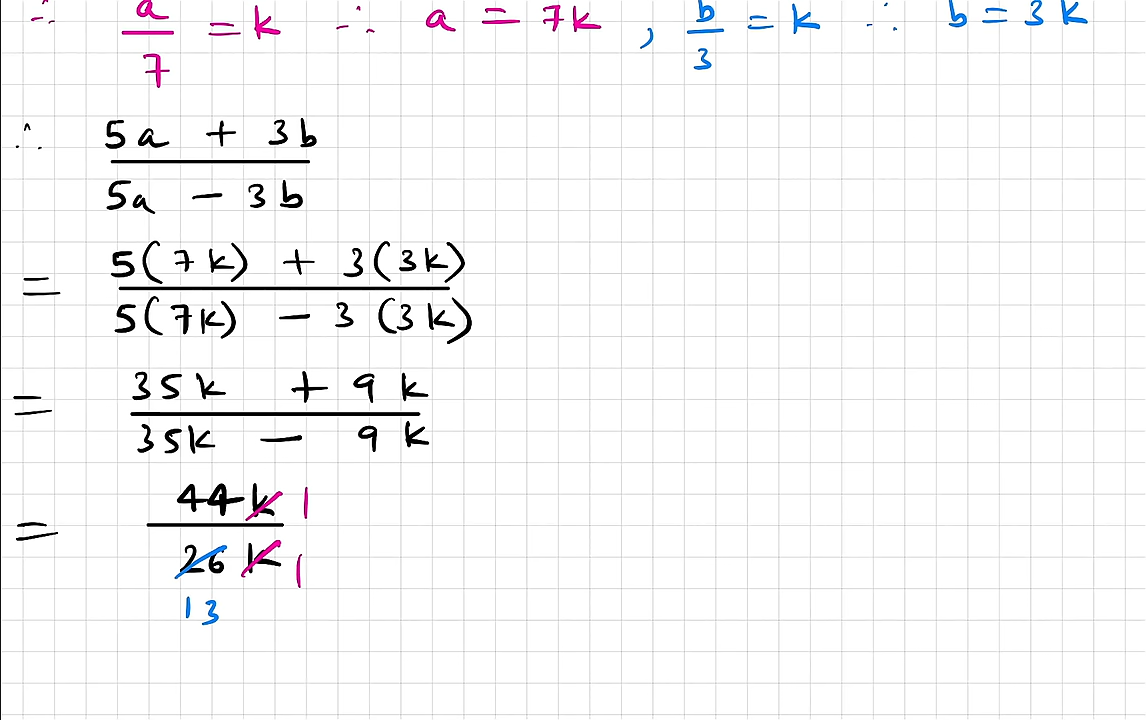 ∴ a/7 = k ∴ a = 7k , b/3 = k ∴ b = 3k
∴ 5a + 3b
5a - 3b
= 5(7k) + 3(3k)
5(7k) - 3(3k)
= 35k + 9k
35k - 9k
= 44k 1
26k 1
13